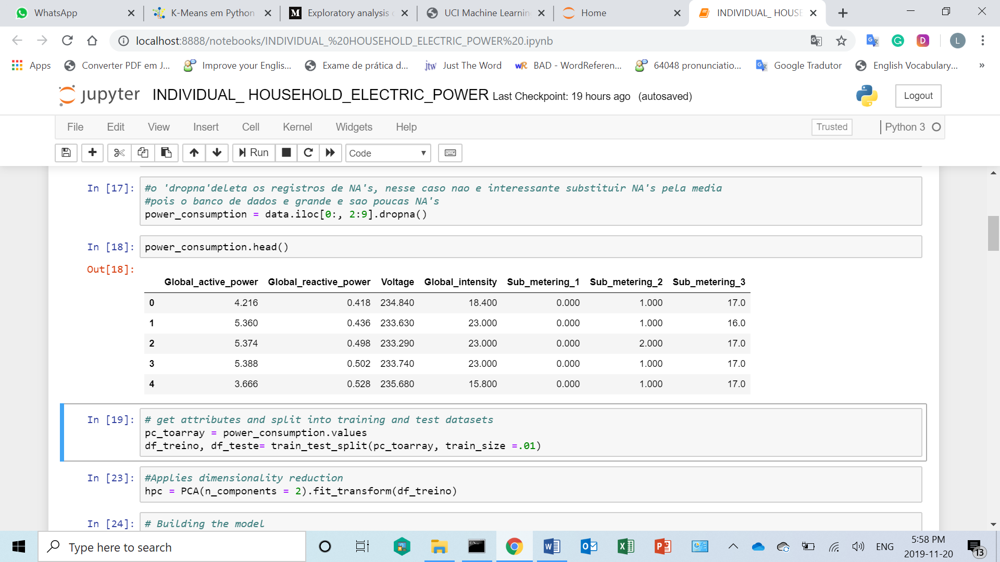 WhatsApp
K-Means em Python
Exploratory analysis
UCI Machine Learnin
Home
INDIVIDUAL_ HOUSE
localhost:8888/notebooks/INDIVIDUAL_%20HOUSEHOLD_ELECTRIC_POWER%20.ipynb
L
Apps
Converter PDF em J...
Improve your Englis...
Exame de prática d...
jtw Just The Word
WR BAD - WordReferen...
64048 pronunciatio...
Google Tradutor
English Vocabulary...
»
jupyter INDIVIDUAL_ HOUSEHOLD_ELECTRIC_POWER Last Checkpoint: 19 hours ago (autosaved)
Logout
File Edit View Insert Cell Kernel Widgets Help
Trusted
Python 3
Run
Code
In [17]: #o 'dropna'deleta os registros de NA's, nesse caso nao e interessante substituir NA's pela media
#pois o banco de dados e grande e sao poucas NA's
power_consumption = data.iloc[0:, 2:9].dropna()
In [18]: power_consumption.head()
Out[18]:
Global_active_power Global_reactive_power Voltage Global_intensity Sub_metering_1 Sub_metering_2 Sub_metering_3
0 4.216 0.418 234.840 18.400 0.000 1.000 17.0
1 5.360 0.436 233.630 23.000 0.000 1.000 16.0
2 5.374 0.498 233.290 23.000 0.000 2.000 17.0
3 5.388 0.502 233.740 23.000 0.000 1.000 17.0
4 3.666 0.528 235.680 15.800 0.000 1.000 17.0
In [19]: # get attributes and split into training and test datasets
pc_toarray = power_consumption.values
df_treino, df_teste= train_test_split(pc_toarray, train_size =.01)
In [23]: #Applies dimensionality reduction
hpc = PCA(n_components = 2).fit_transform(df_treino)
In [24]: # Building the model
Type here to search
ENG
5:58 PM
2019-11-20
13